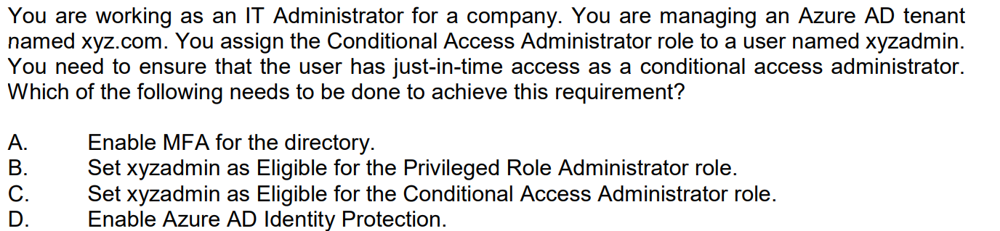 You are working as an IT Administrator for a company. You are managing an Azure AD tenant
named xyz.com. You assign the Conditional Access Administrator role to a user named xyzadmin.
You need to ensure that the user has just-in-time access as a conditional access administrator.
Which of the following needs to be done to achieve this requirement?
A. Enable MFA for the directory.
B. Set xyzadmin as Eligible for the Privileged Role Administrator role.
C. Set xyzadmin as Eligible for the Conditional Access Administrator role.
D. Enable Azure AD Identity Protection.